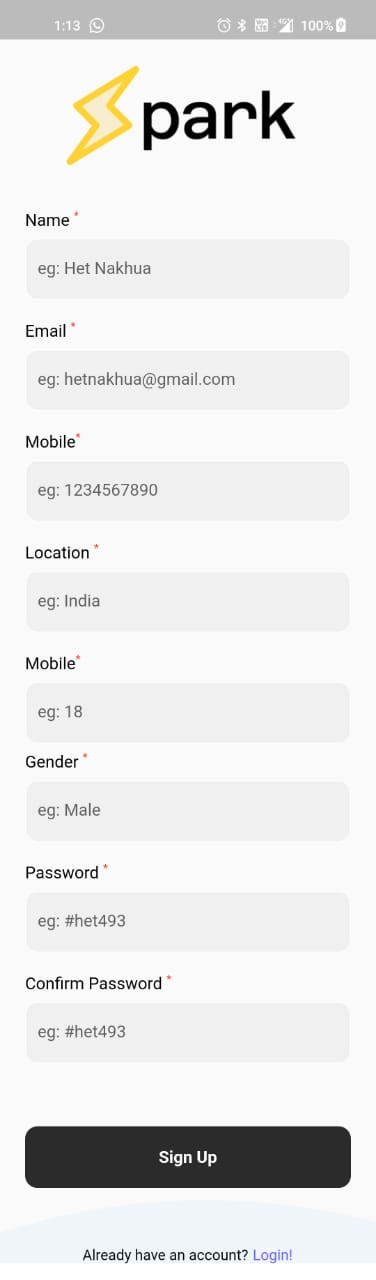 1:13 4G 100%
park
Name *
eg: Het Nakhua
Email *
eg: hetnakhua@gmail.com
Mobile*
eg: 1234567890
Location *
eg: India
Mobile*
eg: 18
Gender *
eg: Male
Password *
eg: #het493
Confirm Password *
eg: #het493
Sign Up
Already have an account? Login!